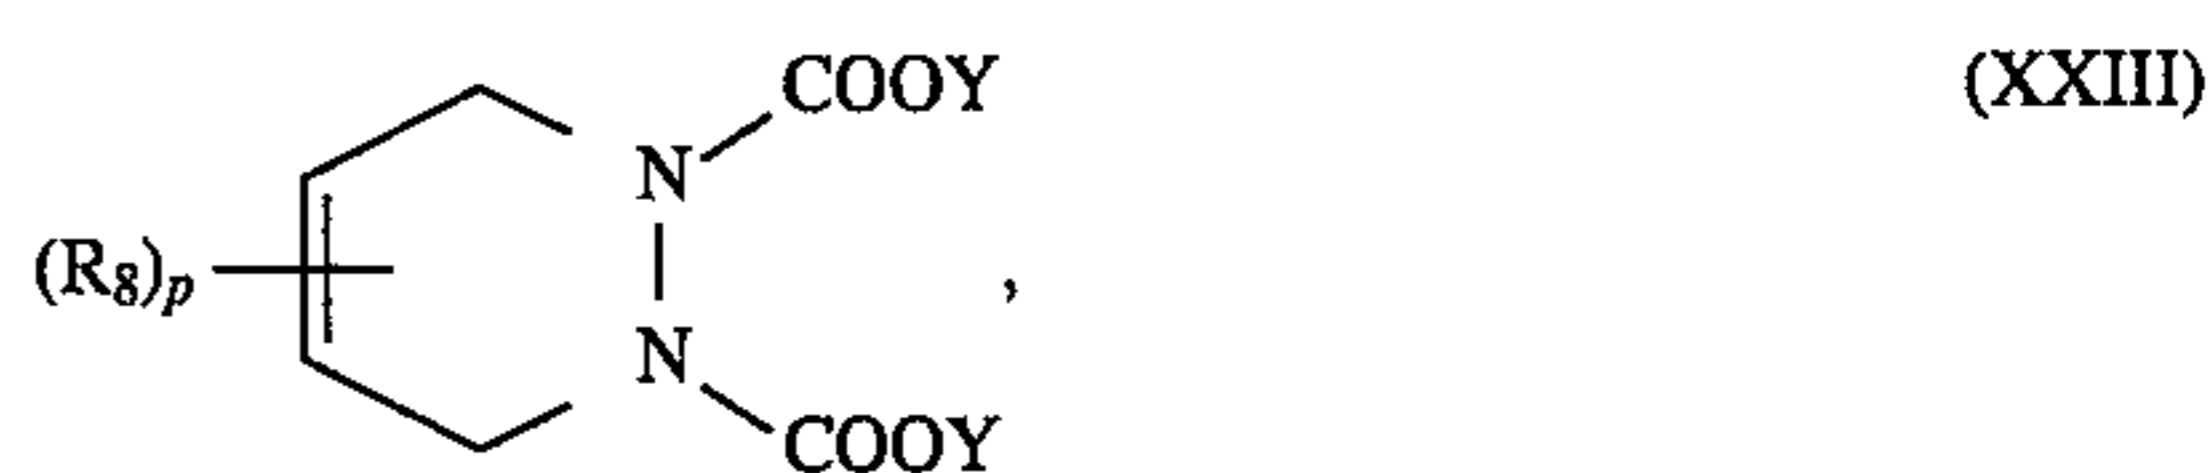 COOY (XXIII)
N
(R₈)ₚ ,
N
COOY